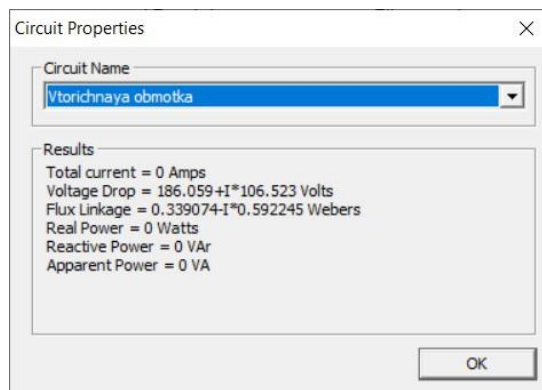 Circuit Properties
Circuit Name
Vtorichnaya obmotka
Results
Total current = 0 Amps
Voltage Drop = 186.059+I*106.523 Volts
Flux Linkage = 0.339074-I*0.592245 Webers
Real Power = 0 Watts
Reactive Power = 0 VAr
Apparent Power = 0 VA
OK